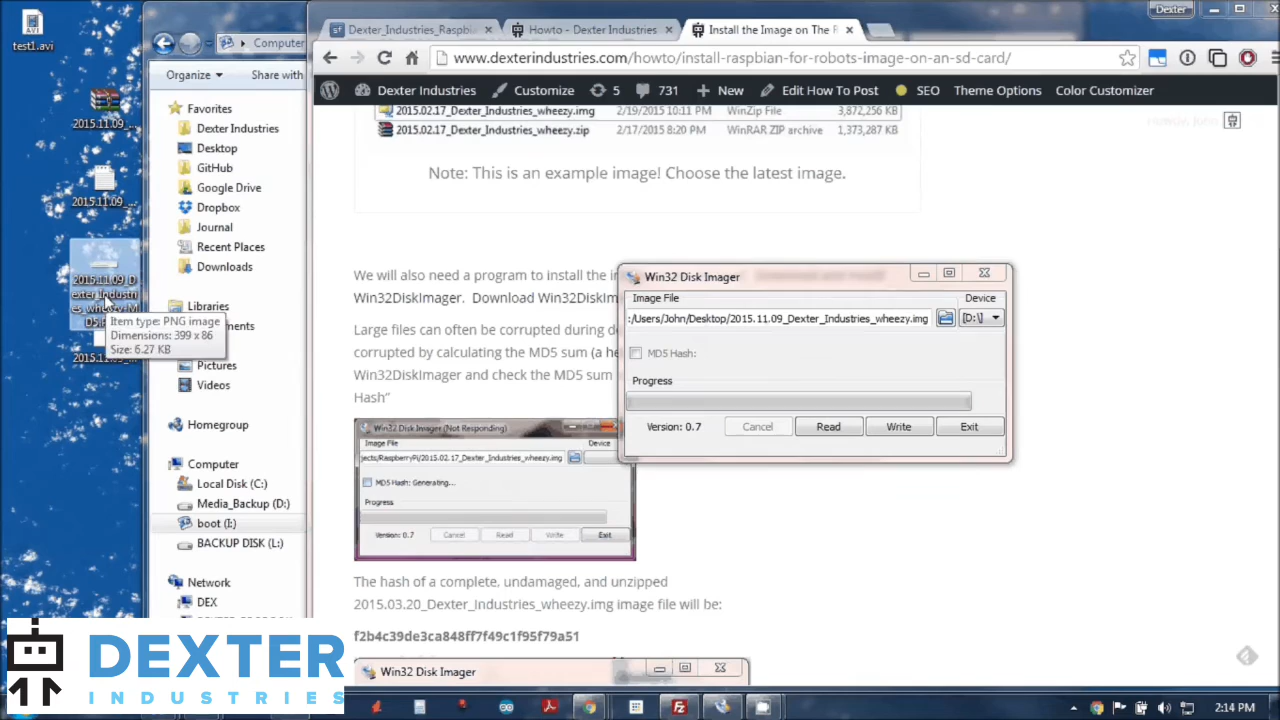 test1.avi
2015.11.09_...
2015.11.09_...
2015.11.09_D
exter_Industri
es_wheezy-M
D5.p
2015.11.09_...
Item type: PNG image
Dimensions: 399 x 86
Size: 6.27 KB
Computer
Organize
Share with
Favorites
Dexter Industries
Desktop
GitHub
Google Drive
Dropbox
Journal
Recent Places
Downloads
Libraries
ments
Pictures
Videos
Homegroup
Computer
Local Disk (C:)
Media_Backup (D:)
boot (I:)
BACKUP DISK (L:)
Network
DEX
Dexter
Dexter_Industries_Raspbi
Howto - Dexter Industries
Install the Image on The R
www.dexterindustries.com/howto/install-raspbian-for-robots-image-on-an-sd-card/
Dexter Industries Customize 5 731 New Edit How To Post SEO Theme Options Color Customizer
2015.02.17_Dexter_Industries_wheezy.img 2/19/2015 10:11 PM WinZip File 3,872,256 KB
2015.02.17_Dexter_Industries_wheezy.zip 2/17/2015 8:20 PM WinRAR ZIP archive 1,373,287 KB
Note: This is an example image! Choose the latest image.
We will also need a program to install the i
Win32DiskImager. Download Win32DiskIm
Large files can often be corrupted during d
corrupted by calculating the MD5 sum (a he
Win32DiskImager and check the MD5 sum
Hash"
Win32 Disk Imager
Image File Device
:/Users/John/Desktop/2015.11.09_Dexter_Industries_wheezy.img [D:\]
MD5 Hash:
Progress
Version: 0.7 Cancel Read Write Exit
Win32 Disk Imager (Not Responding)
Image File Device
jects/RaspberryPi/2015.02.17_Dexter_Industries_wheezy.img
MD5 Hash: Generating...
Progress
Version: 0.7 Cancel Read Write Exit
The hash of a complete, undamaged, and unzipped
2015.03.20_Dexter_Industries_wheezy.img image file will be:
f2b4c39de3ca848ff7f49c1f95f79a51
Win32 Disk Imager
DEXTER
INDUSTRIES
2:14 PM